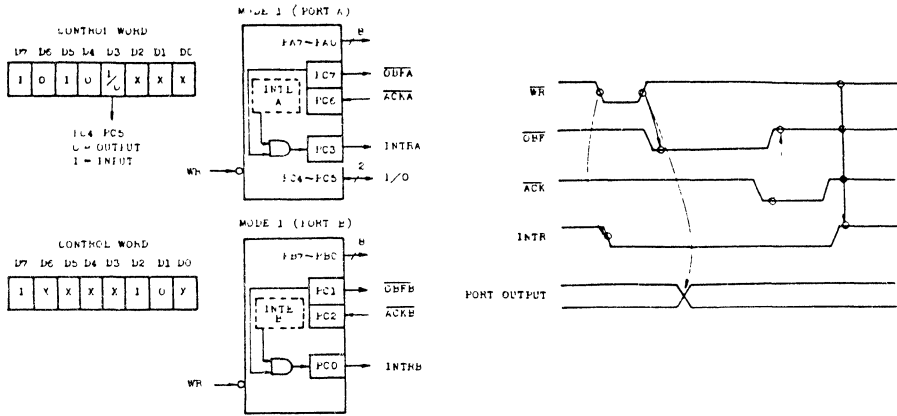 MODE 1 (PORT A)
CONTROL WORD
D7 D6 D5 D4 D3 D2 D1 D0
1 0 1 0 1/0 X X X
PC4 PC5
0 = OUTPUT
1 = INPUT
PA7~PA0
8
PC7
OBFA
INTE
A
PC6
ACKA
PC3
INTRA
WR
PC4~PC5
2
I/O
MODE 1 (PORT B)
CONTROL WORD
D7 D6 D5 D4 D3 D2 D1 D0
1 X X X X 1 0 X
PB7~PB0
8
PC1
OBFB
INTE
B
PC2
ACKB
PC0
INTRB
WR
WR
OBF
ACK
INTR
PORT OUTPUT